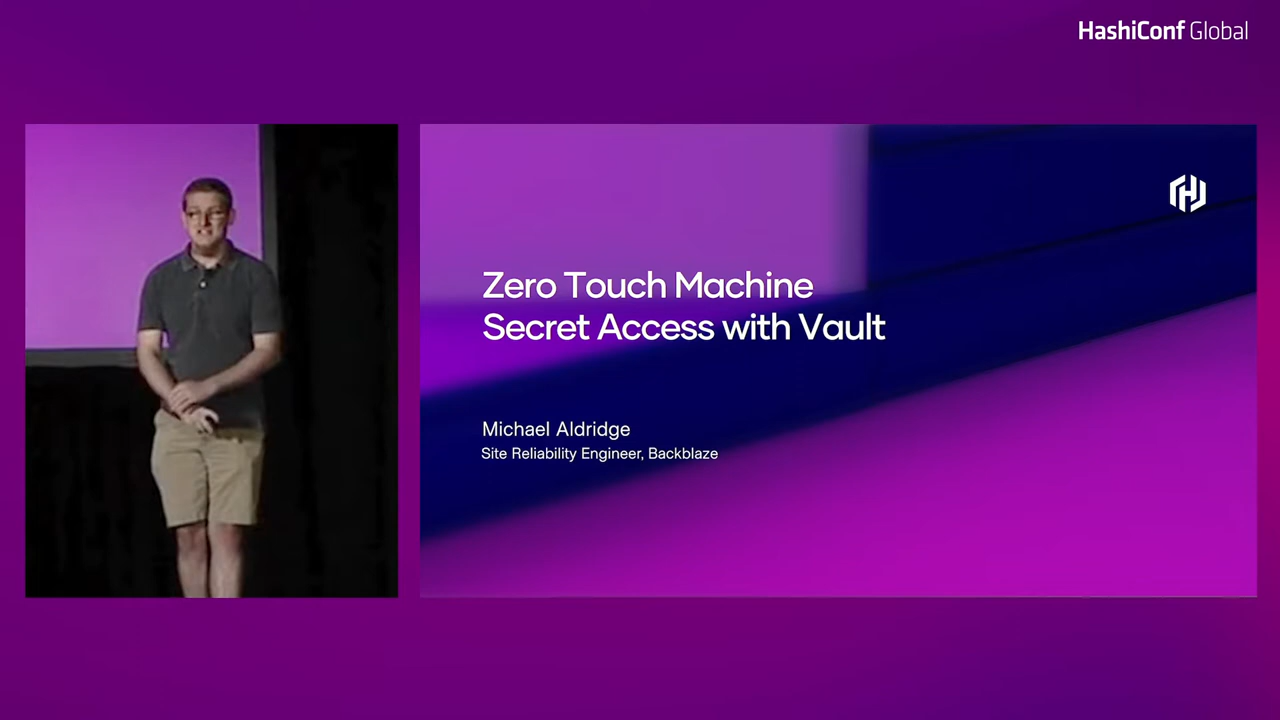 HashiConf Global
Zero Touch Machine
Secret Access with Vault
Michael Aldridge
Site Reliability Engineer, Backblaze